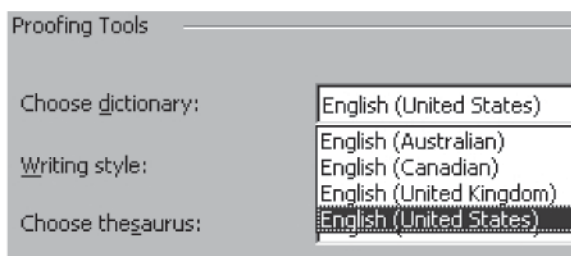 Proofing Tools
Choose dictionary:
English (United States)
English (Australian)
Writing style:
English (Canadian)
English (United Kingdom)
Choose thesaurus:
English (United States)